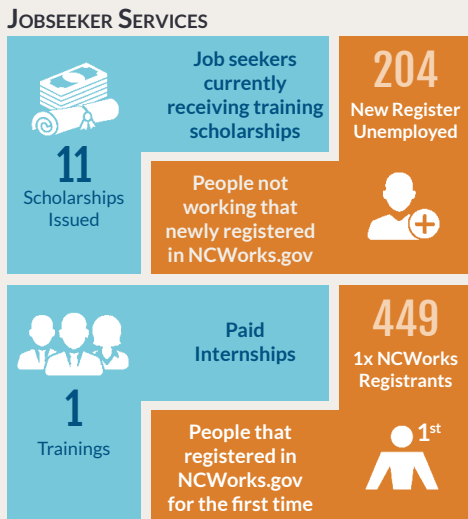 JOBSEEKER SERVICES
11
Scholarships
Issued
Job seekers
currently
receiving training
scholarships
204
New Register
Unemployed
People not
working that
newly registered
in NCWorks.gov
1
Trainings
Paid
Internships
449
1x NCWorks
Registrants
People that
registered in
NCWorks.gov
for the first time
1st